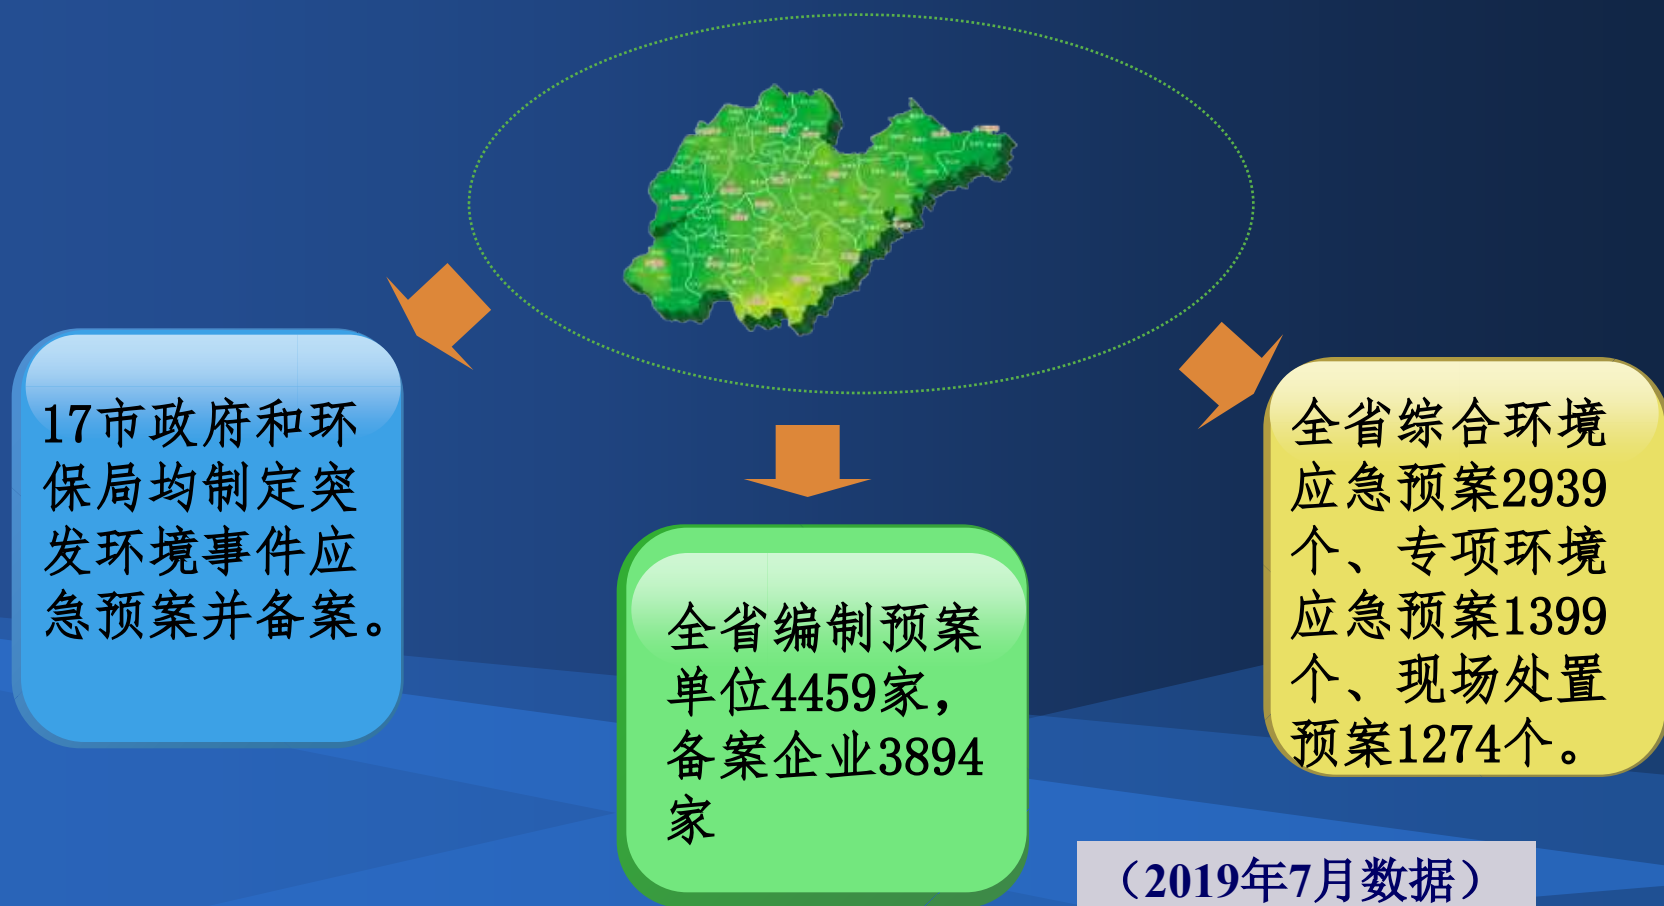 17市政府和环
保局均制定突
发环境事件应
急预案并备案。
全省编制预案
单位4459家，
备案企业3894
家
全省综合环境
应急预案2939
个、专项环境
应急预案1399
个、现场处置
预案1274个。
（2019年7月数据）